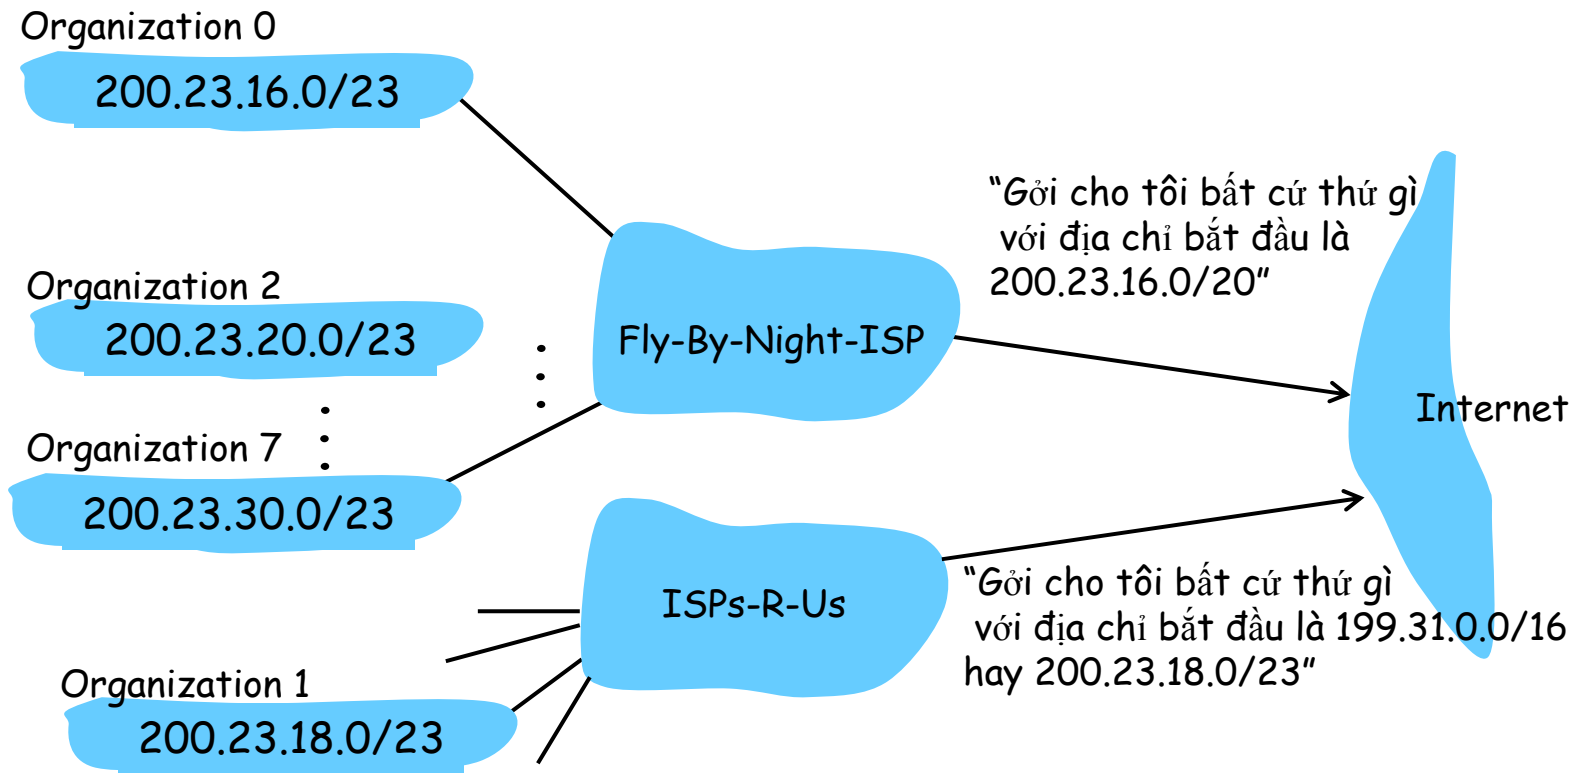 Organization 0
200.23.16.0/23
Organization 2
200.23.20.0/23
Organization 7
200.23.30.0/23
Fly-By-Night-ISP
“Gởi cho tôi bất cứ thứ gì
với địa chỉ bắt đầu là
200.23.16.0/20”
Internet
ISPs-R-Us
“Gởi cho tôi bất cứ thứ gì
với địa chỉ bắt đầu là 199.31.0.0/16
hay 200.23.18.0/23”
Organization 1
200.23.18.0/23